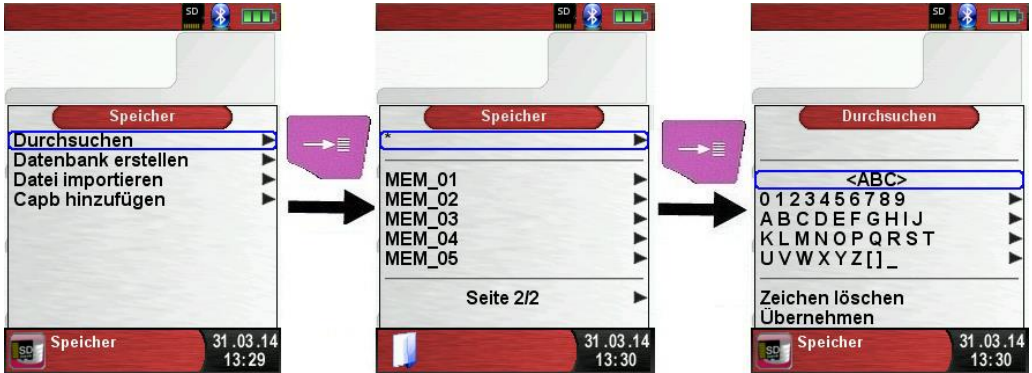 SD
Speicher
Durchsuchen
Datenbank erstellen
Datei importieren
Capb hinzufügen
SD
Speicher
31.03.14
13:29
SD
Speicher
*
MEM_01
MEM_02
MEM_03
MEM_04
MEM_05
Seite 2/2
31.03.14
13:30
SD
Durchsuchen
<ABC>
0 1 2 3 4 5 6 7 8 9
A B C D E F G H I J
K L M N O P Q R S T
U V W X Y Z [ ] _
Zeichen löschen
Übernehmen
SD
Speicher
31.03.14
13:30